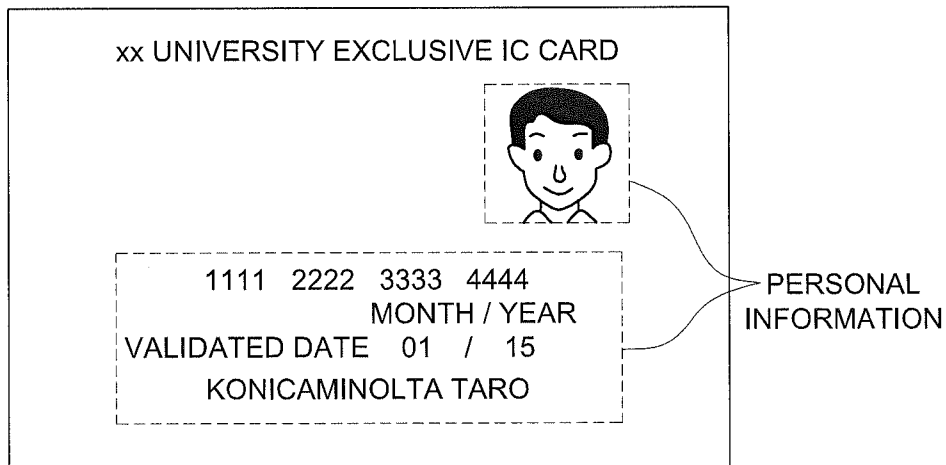 xx UNIVERSITY EXCLUSIVE IC CARD
1111 2222 3333 4444
MONTH / YEAR
VALIDATED DATE 01 / 15
KONICAMINOLTA TARO
PERSONAL
INFORMATION